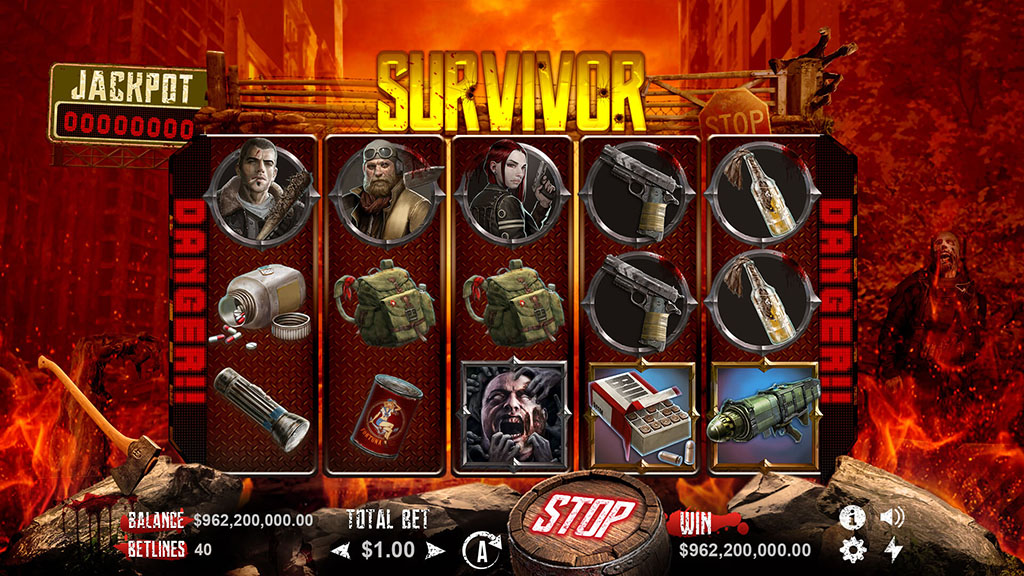 SURVIVOR
JACKPOT
00000000
STOP
DANGER!!
DANGER!!
BALANCE $962,200,000.00
BETLINES 40
TOTAL BET
$1.00
A
STOP
WIN
$962,200,000.00
i